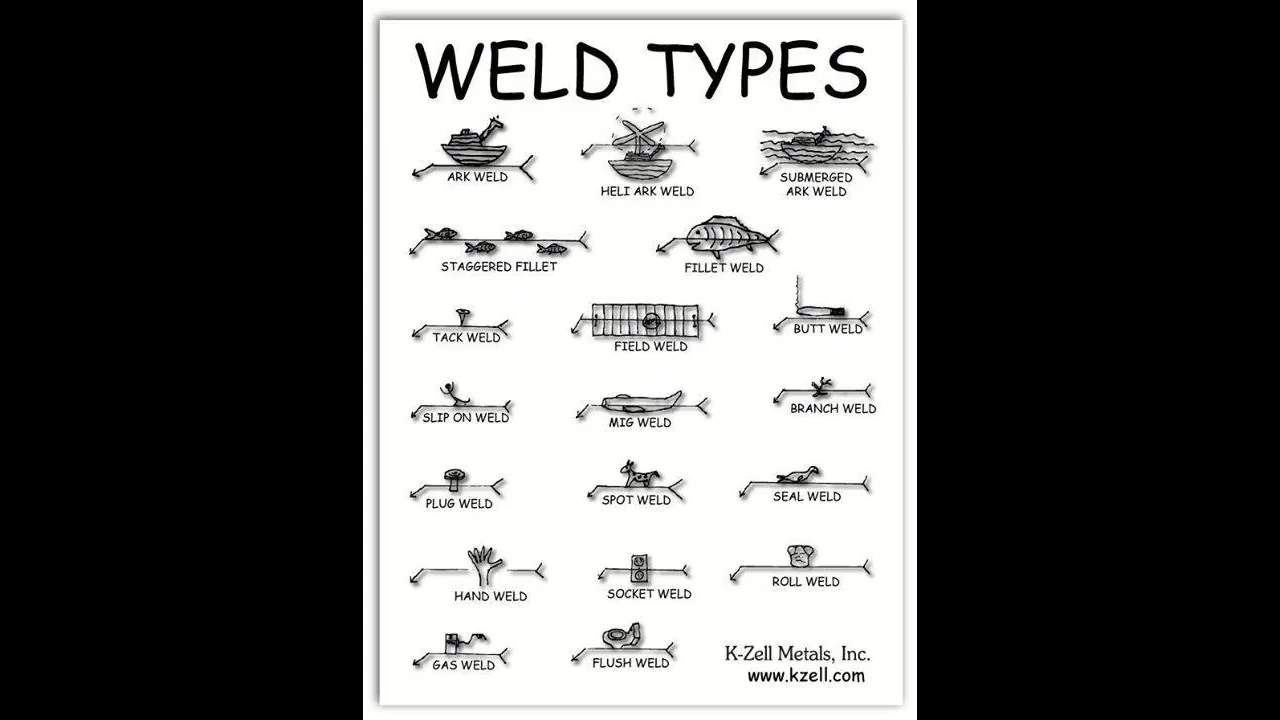 WELD TYPES
ARK WELD
HELI ARK WELD
SUBMERGED
ARK WELD
STAGGERED FILLET
FILLET WELD
TACK WELD
FIELD WELD
BUTT WELD
SLIP ON WELD
MIG WELD
BRANCH WELD
PLUG WELD
SPOT WELD
SEAL WELD
HAND WELD
SOCKET WELD
ROLL WELD
GAS WELD
FLUSH WELD
K-Zell Metals, Inc.
www.kzell.com